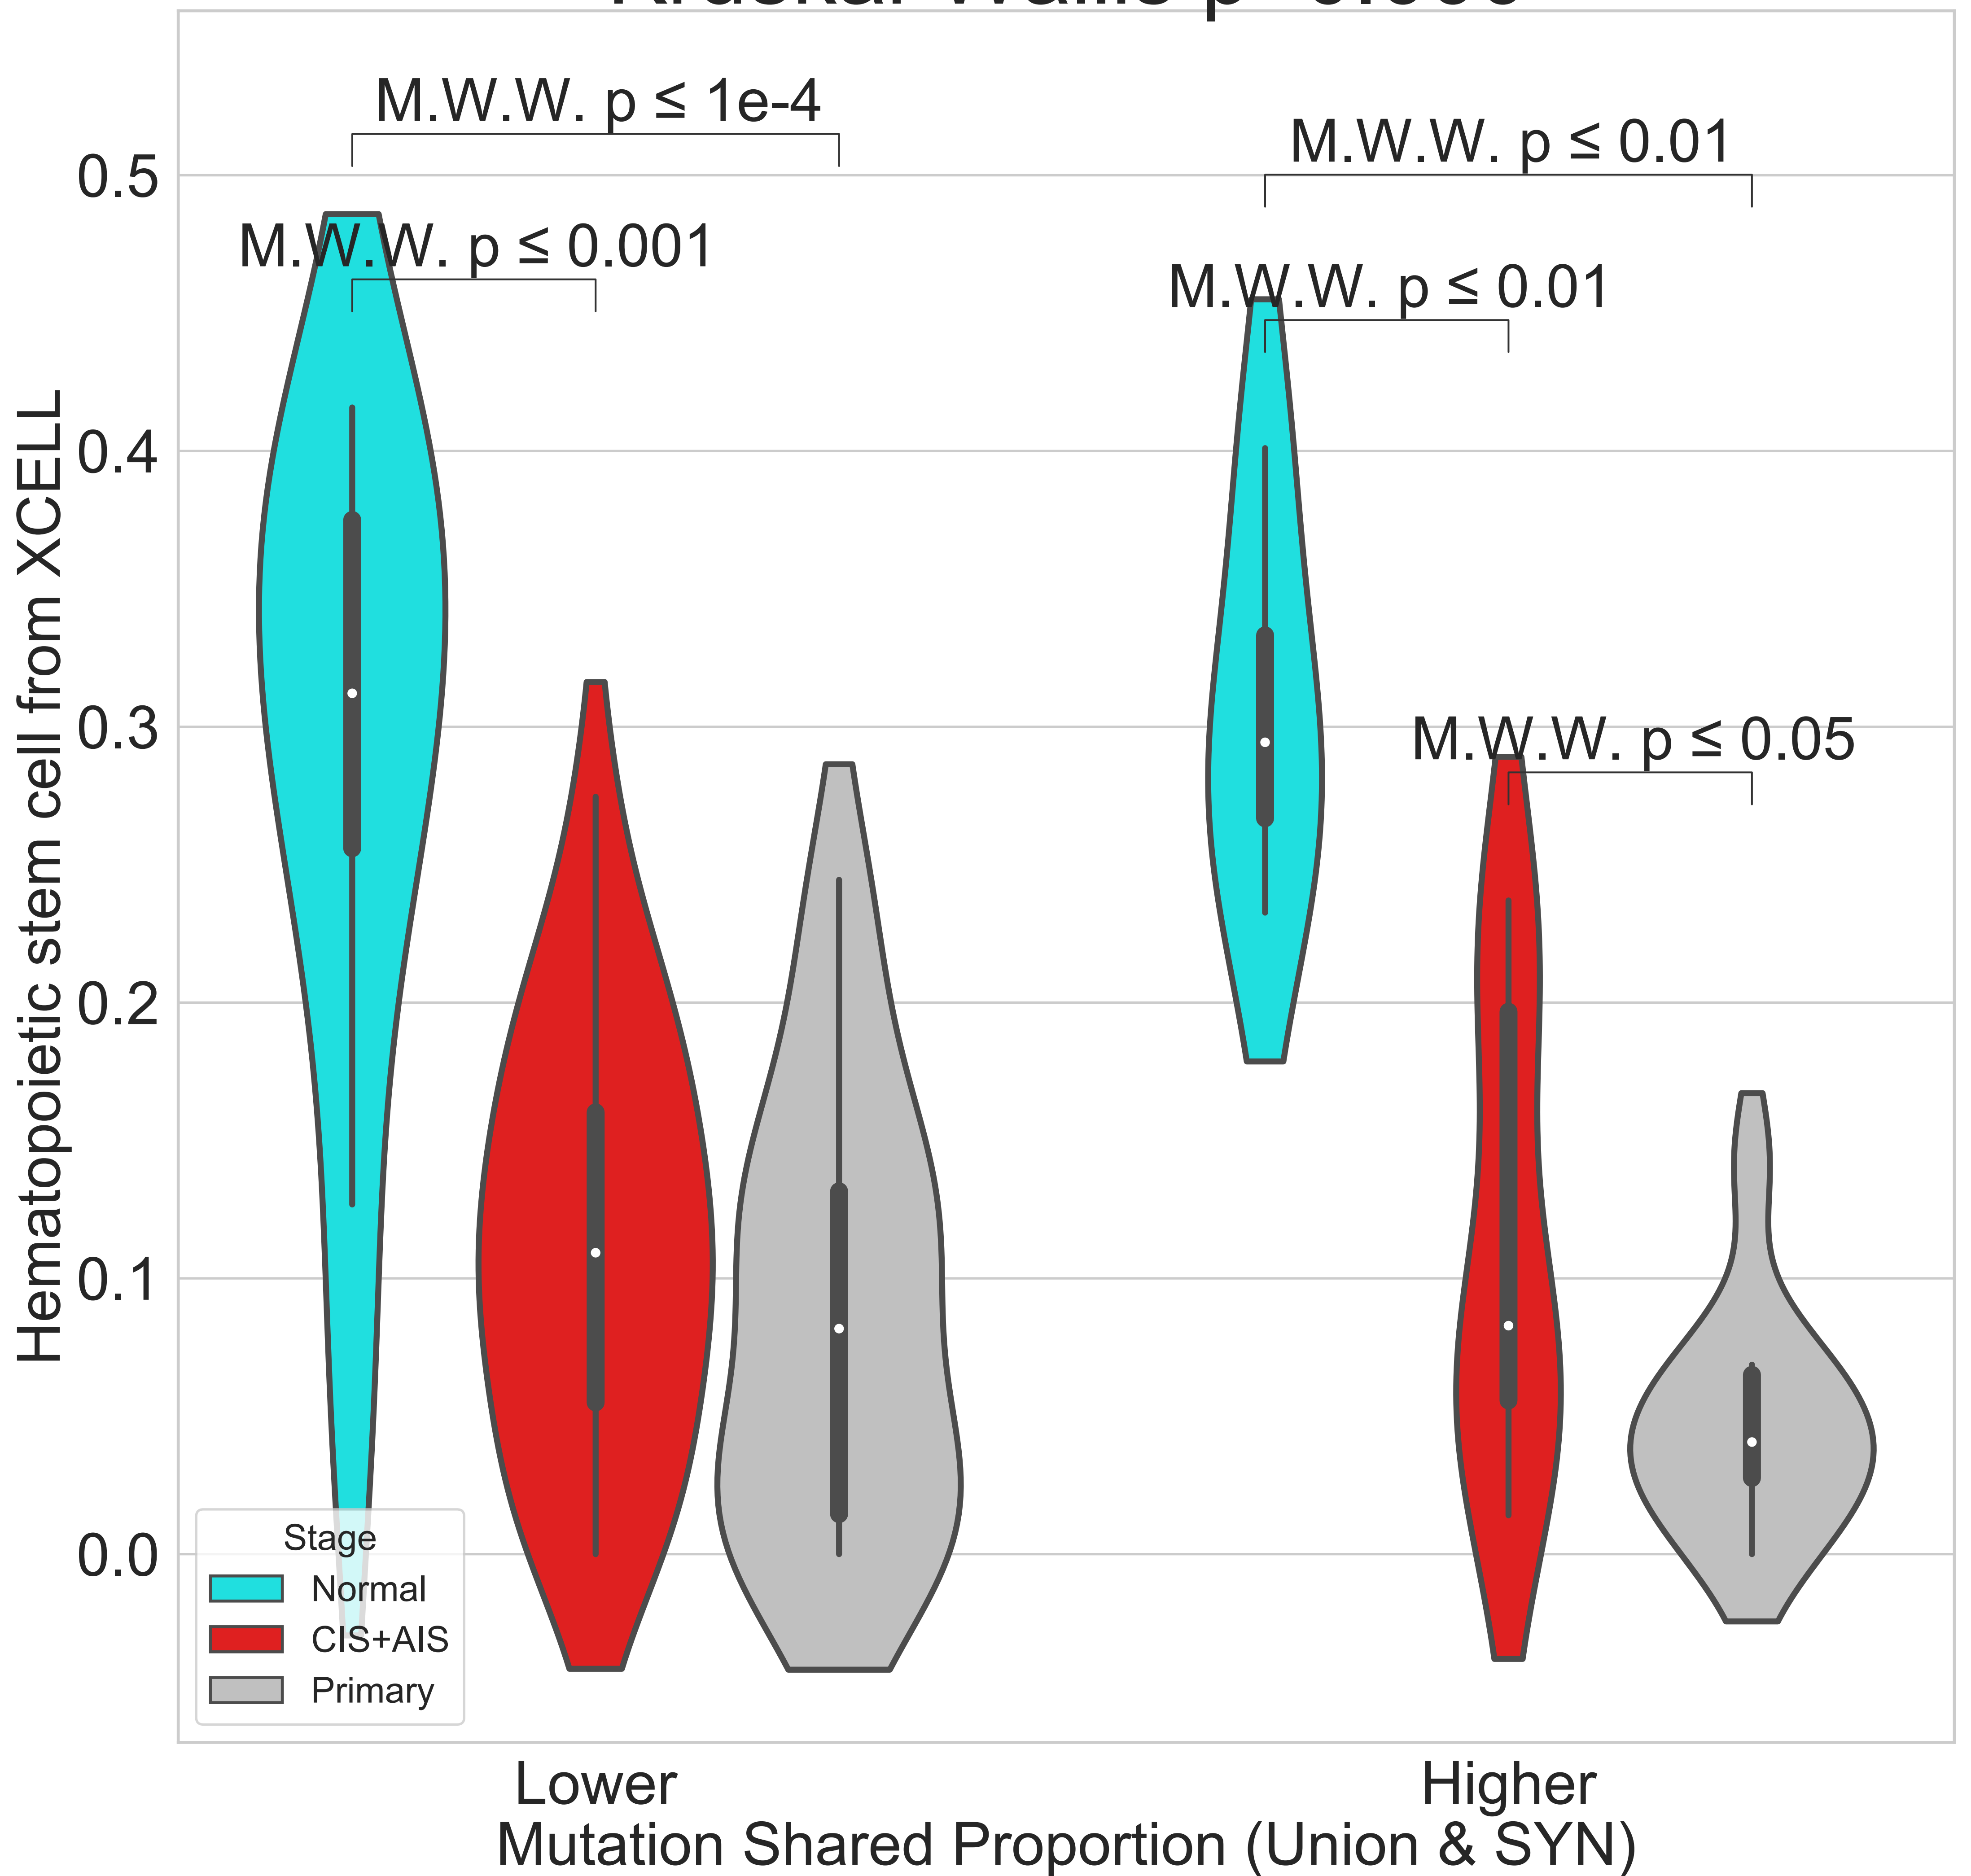 M.W.W. p ≤ 1e-4
M.W.W. p ≤ 0.01
M.W.W. p ≤ 0.001
M.W.W. p ≤ 0.01
M.W.W. p ≤ 0.05
Hematopoietic stem cell from XCELL
0.5
0.4
0.3
0.2
0.1
0.0
Stage
Normal
CIS+AIS
Primary
Lower
Higher
Mutation Shared Proportion (Union & SYN)